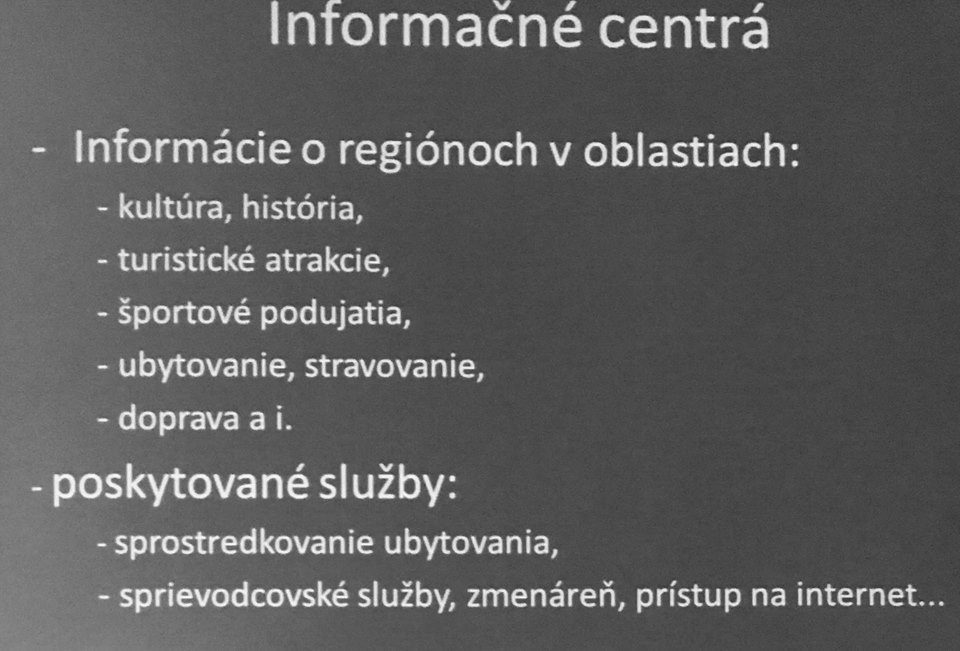 Informačné centrá
- Informácie o regiónoch v oblastiach:
- kultúra, história,
- turistické atrakcie,
- športové podujatia,
- ubytovanie, stravovanie,
- doprava a i.
- poskytované služby:
- sprostredkovanie ubytovania,
- sprievodcovské služby, zmenáreň, prístup na internet...